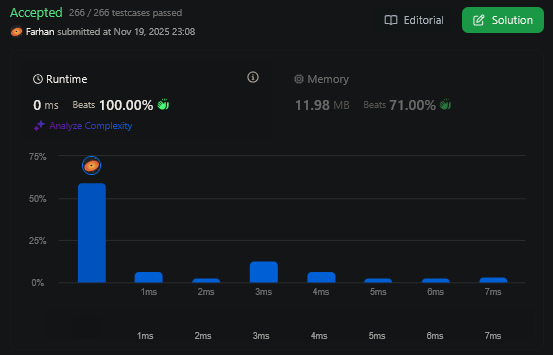 Accepted 266 / 266 testcases passed
Editorial
Solution
Farhan submitted at Nov 19, 2025 23:08
Runtime
0 ms Beats 100.00%
Analyze Complexity
Memory
11.98 MB Beats 71.00%
75%
50%
25%
0%
1ms 2ms 3ms 4ms 5ms 6ms 7ms
1ms 2ms 3ms 4ms 5ms 6ms 7ms